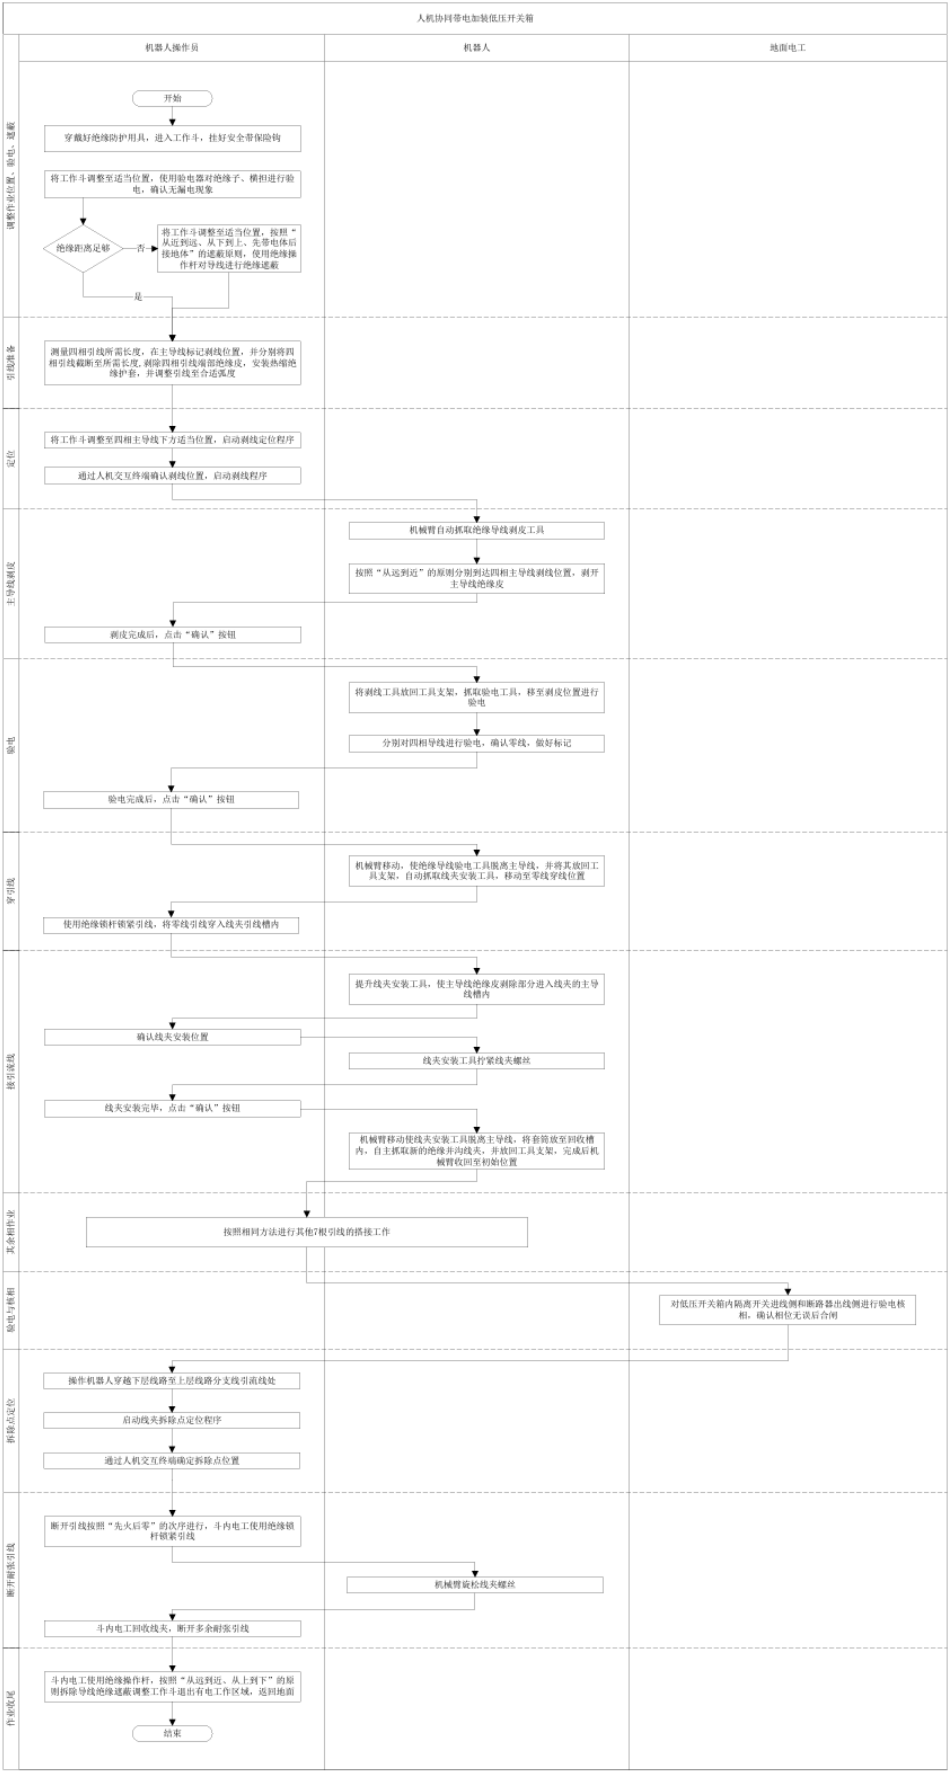 人机协同带电加装低压开关箱
机器人操作员
机器人
地面电工
调整作业位置、验电、遮蔽
开始
穿戴好绝缘防护用具，进入工作斗，挂好安全带保险钩
将工作斗调整至适当位置，使用验电器对绝缘子、横担进行验
电，确认无漏电现象
绝缘距离足够
否
将工作斗调整至适当位置，按照“
从近到远、从下到上、先带电体后
接地体”的遮蔽原则，使用绝缘操
作杆对导线进行绝缘遮蔽
是
引线准备
测量四相引线所需长度，在主导线标记剥线位置，并分别将四
相引线截断至所需长度,剥除四相引线端部绝缘皮，安装热缩绝
缘护套，并调整引线至合适弧度
定位
将工作斗调整至四相主导线下方适当位置，启动剥线定位程序
通过人机交互终端确认剥线位置，启动剥线程序
主导线剥皮
机械臂自动抓取绝缘导线剥皮工具
按照“从远到近”的原则分别到达四相主导线剥线位置，剥开
主导线绝缘皮
剥皮完成后，点击“确认”按钮
验电
将剥线工具放回工具支架，抓取验电工具，移至剥皮位置进行
验电
分别对四相导线进行验电，确认零线，做好标记
验电完成后，点击“确认”按钮
穿引线
机械臂移动，使绝缘导线验电工具脱离主导线，并将其放回工
具支架，自动抓取线夹安装工具，移动至零线穿线位置
使用绝缘锁杆锁紧引线，将零线引线穿入线夹引线槽内
接引流线
提升线夹安装工具，使主导线绝缘皮剥除部分进入线夹的主导
线槽内
确认线夹安装位置
线夹安装工具拧紧线夹螺丝
线夹安装完毕，点击“确认”按钮
机械臂移动使线夹安装工具脱离主导线，将套筒放至回收槽
内，自主抓取新的绝缘并沟线夹，并放回工具支架，完成后机
械臂收回至初始位置
其余相作业
按照相同方法进行其他7根引线的搭接工作
验电与核相
对低压开关箱内隔离开关进线侧和断路器出线侧进行验电核
相，确认相位无误后合闸
拆除点定位
操作机器人穿越下层线路至上层线路分支线引流线处
启动线夹拆除点定位程序
通过人机交互终端确定拆除点位置
断开耐张引线
断开引线按照“先火后零”的次序进行，斗内电工使用绝缘锁
杆锁紧引线
机械臂旋松线夹螺丝
斗内电工回收线夹，断开多余耐张引线
作业收尾
斗内电工使用绝缘操作杆，按照“从远到近、从上到下”的原
则拆除导线绝缘遮蔽调整工作斗退出有电工作区域，返回地面
结束